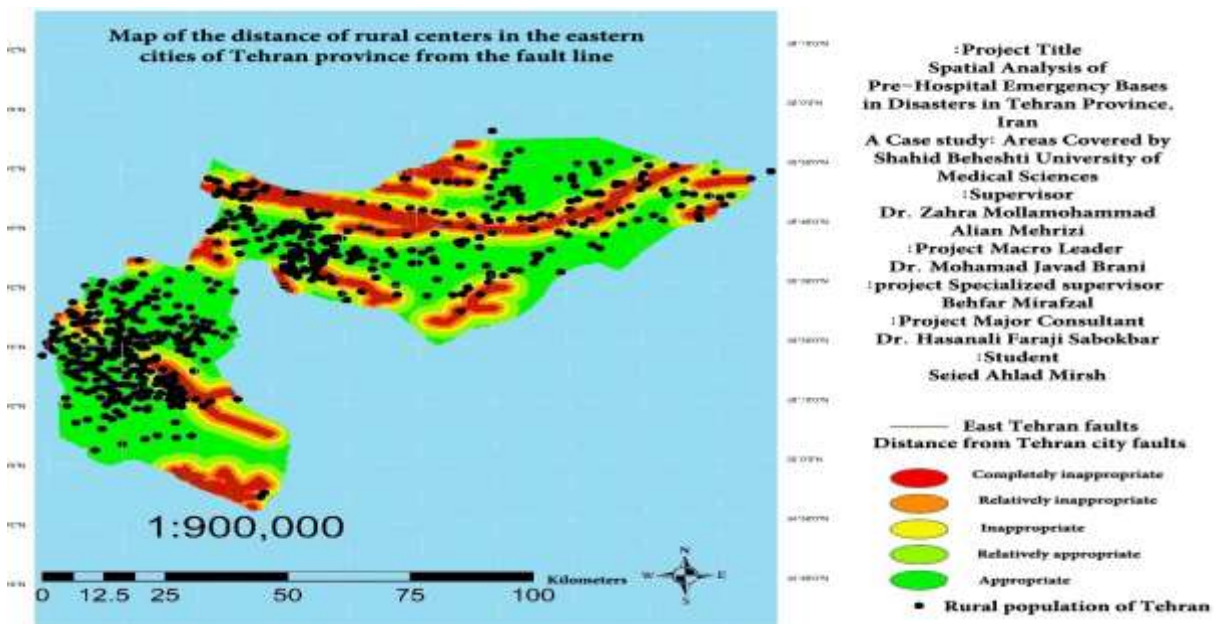 Map of the distance of rural centers in the eastern
cities of Tehran province from the fault line
:Project Title
Spatial Analysis of
Pre-Hospital Emergency Bases
in Disasters in Tehran Province,
Iran
A Case study: Areas Covered by
Shahid Beheshti University of
Medical Sciences
:Supervisor
Dr. Zahra Mollamohammad
Alian Mehrizi
:Project Macro Leader
Dr. Mohamad Javad Brani
:project Specialized supervisor
Behfar Mirafzal
:Project Major Consultant
Dr. Hasanali Faraji Sabokbar
:Student
Seied Ahlad Mirsh
East Tehran faults
Distance from Tehran city faults
Completely inappropriate
Relatively inappropriate
Inappropriate
Relatively appropriate
Appropriate
Rural population of Tehran
1:900,000
Kilometers
0 12.5 25 50 75 100
N
W E
S